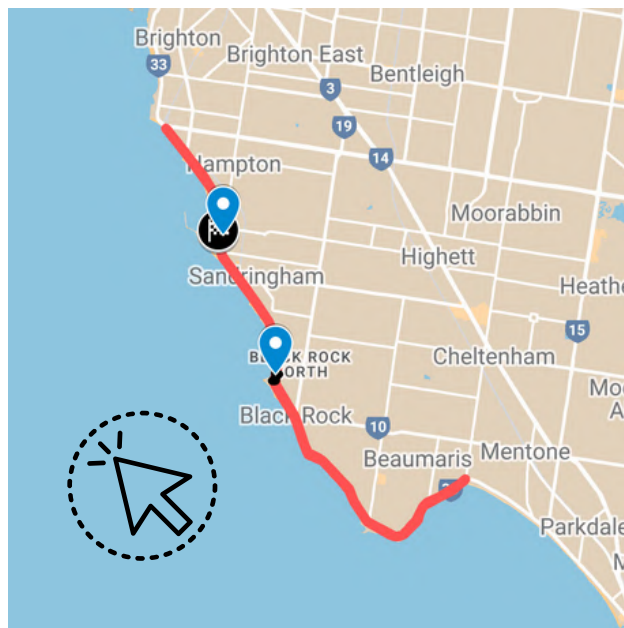 Brighton
Brighton East
33
Bentleigh
3
19
14
Hampton
Moorabbin
Sandringham
Highett
15
BLACK ROCK
NORTH
Cheltenham
Black Rock
10
Mentone
Beaumaris
Parkdale